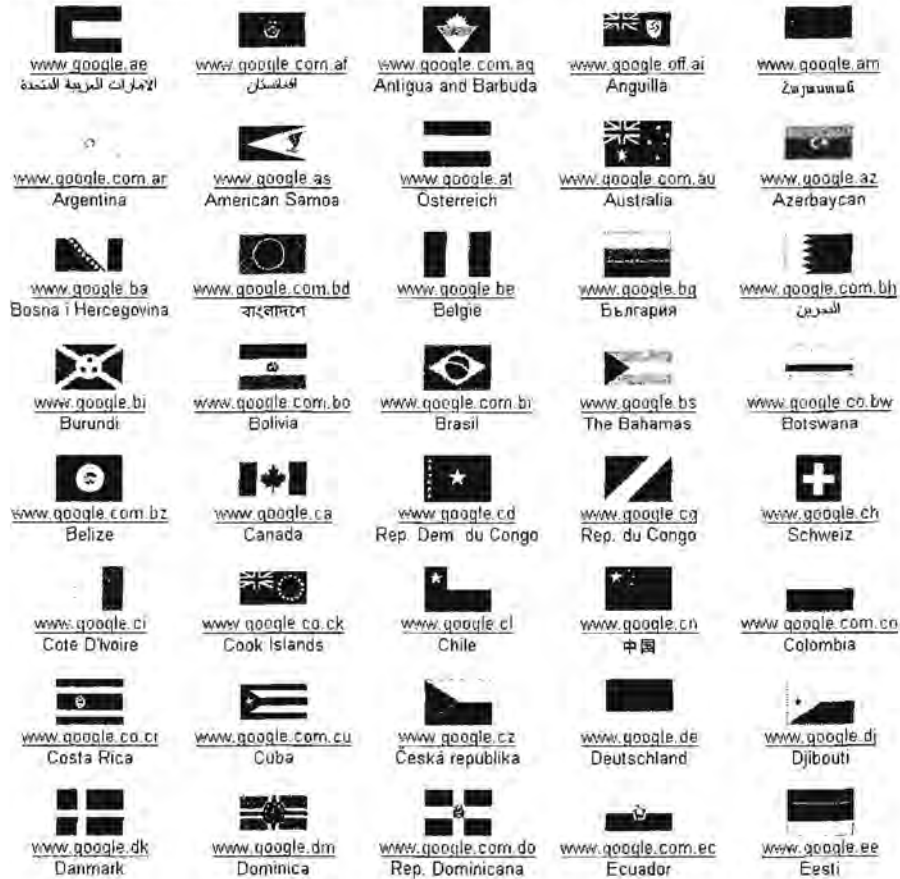 www.google.ae www.google.com.af www.google.com.ag www.google.off.ai www.google.am
الامارات العربية المتحدة افغانستان Antigua and Barbuda Anguilla Հայաստան
www.google.com.ar www.google.as www.google.at www.google.com.au www.google.az
Argentina American Samoa Österreich Australia Azərbaycan
www.google.ba www.google.com.bd www.google.be www.google.bg www.google.com.bh
Bosna i Hercegovina বাংলাদেশ België България البحرين
www.google.bi www.google.com.bo www.google.com.br www.google.bs www.google.co.bw
Burundi Bolivia Brasil The Bahamas Botswana
www.google.com.bz www.google.ca www.google.cd www.google.cg www.google.ch
Belize Canada Rep. Dem. du Congo Rep. du Congo Schweiz
www.google.ci www.google.co.ck www.google.cl www.google.cn www.google.com.co
Cote D'Ivoire Cook Islands Chile 中国 Colombia
www.google.co.cr www.google.com.cu www.google.cz www.google.de www.google.dj
Costa Rica Cuba Česká republika Deutschland Djibouti
www.google.dk www.google.dm www.google.com.do www.google.com.ec www.google.ee
Danmark Dominica Rep. Dominicana Ecuador Eesti